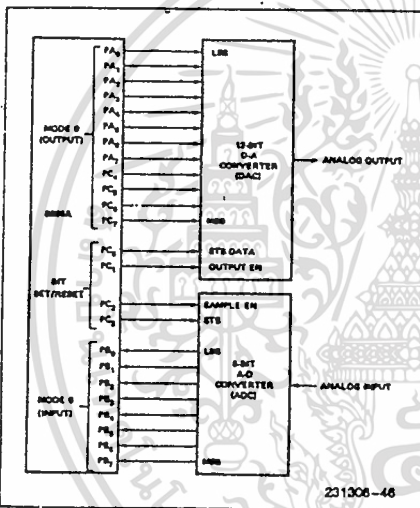 PA0
PA1
PA2
PA3
PA4
PA5
PA6
PA7
PC4
PC5
PC6
PC7
MODE 0
(OUTPUT)
LSB
MSB
12-BIT
D-A
CONVERTER
(DAC)
ANALOG OUTPUT
8255A
BIT
SET/RESET
PC0
PC1
STB DATA
OUTPUT EN
PC2
PC3
SAMPLE EN
STB
PB0
PB1
PB2
PB3
PB4
PB5
PB6
PB7
MODE 0
(INPUT)
LSB
MSB
8-BIT
A-D
CONVERTER
(ADC)
ANALOG INPUT
231308-46